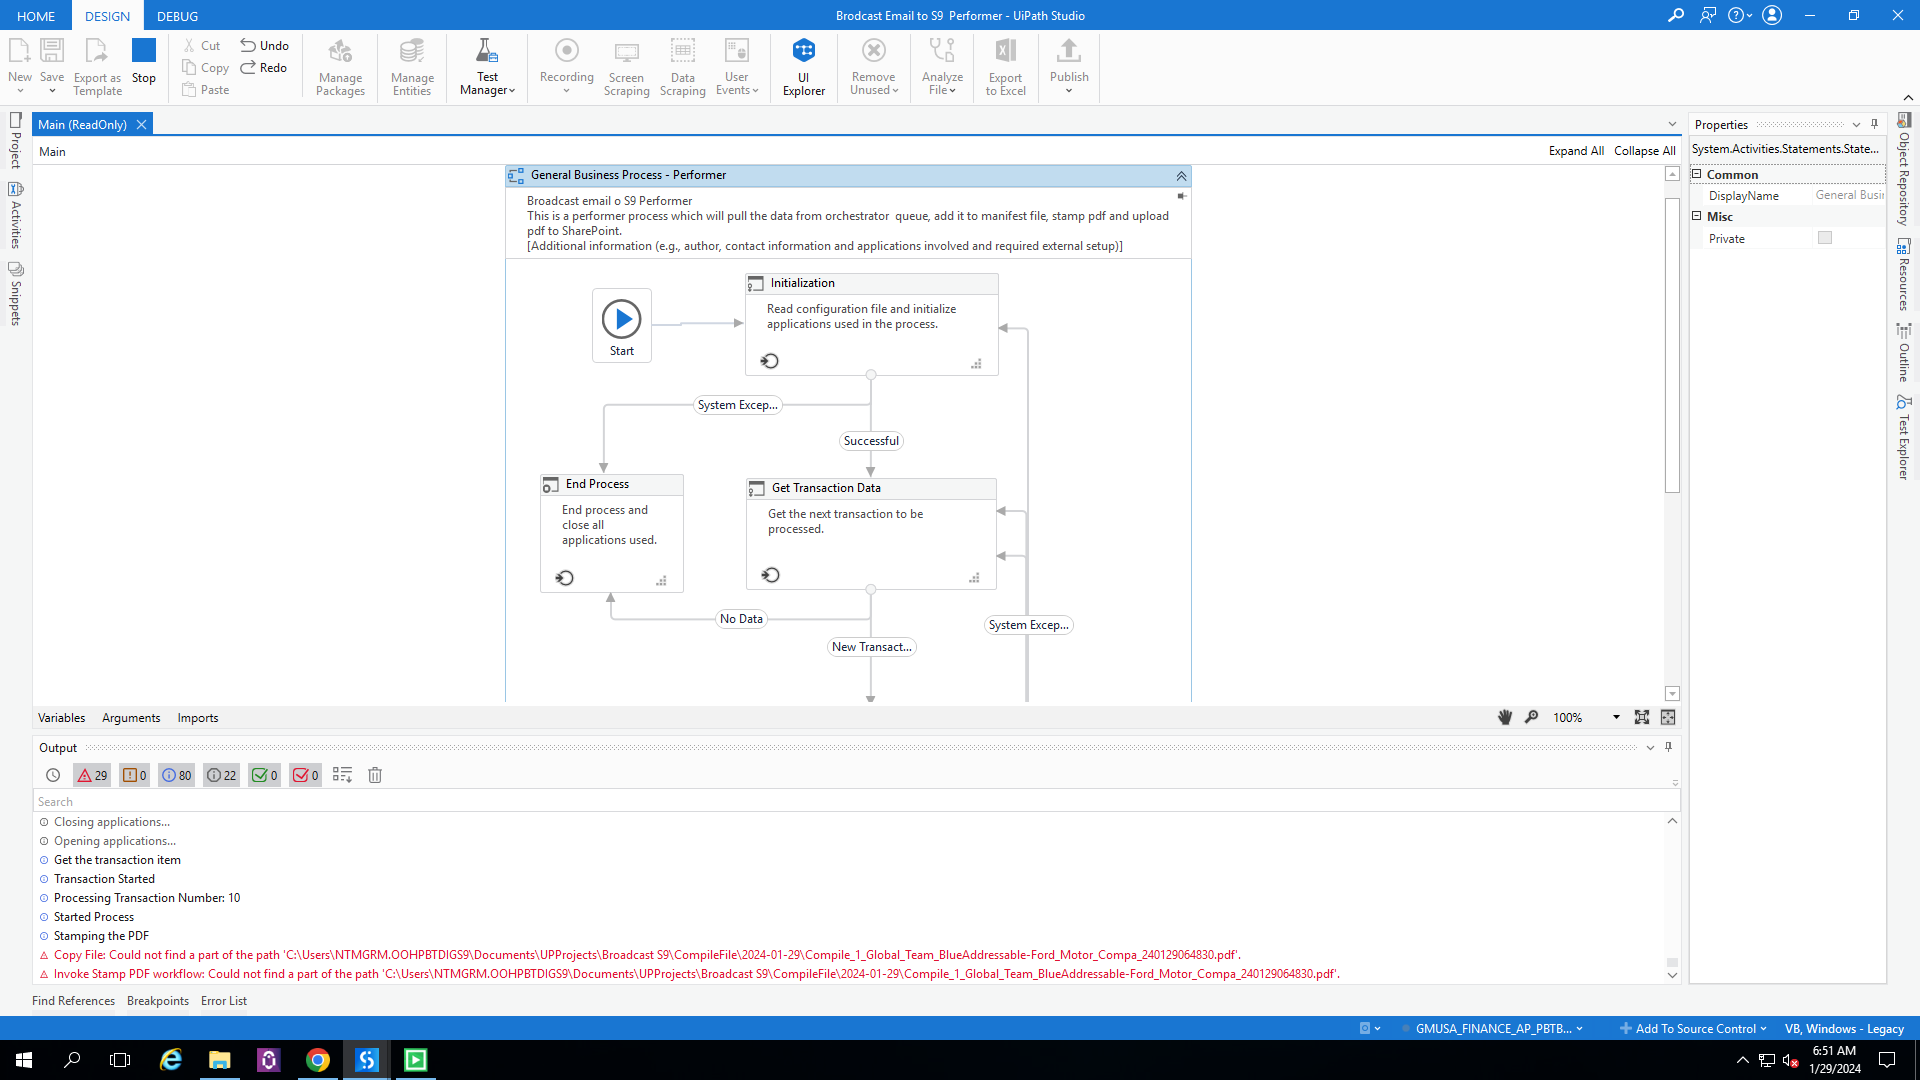 HOME DESIGN DEBUG
Brodcast Email to S9 Performer - UiPath Studio
New
Save
Export as
Template
Stop
Cut
Copy
Paste
Undo
Redo
Manage
Packages
Manage
Entities
Test
Manager
Recording
Screen
Scraping
Data
Scraping
User
Events
UI
Explorer
Remove
Unused
Analyze
File
Export
to Excel
Publish
Main (ReadOnly)
Main
Expand All Collapse All
Project
Activities
Snippets
General Business Process - Performer
Broadcast email o S9 Performer
This is a performer process which will pull the data from orchestrator queue, add it to manifest file, stamp pdf and upload
pdf to SharePoint.
[Additional information (e.g., author, contact information and applications involved and required external setup)]
Start
Initialization
Read configuration file and initialize
applications used in the process.
System Excep...
Successful
End Process
End process and
close all
applications used.
Get Transaction Data
Get the next transaction to be
processed.
No Data
System Excep...
New Transact...
Properties
System.Activities.Statements.State...
Common
DisplayName General Busi
Misc
Private
Object Repository
Resources
Outline
Test Explorer
Variables Arguments Imports
100%
Output
29 0 80 22 0 0
Search
Closing applications...
Opening applications...
Get the transaction item
Transaction Started
Processing Transaction Number: 10
Started Process
Stamping the PDF
Copy File: Could not find a part of the path 'C:\Users\NTMGRM.OOHPBTDIGS9\Documents\UPProjects\Broadcast S9\CompileFile\2024-01-29\Compile_1_Global_Team_BlueAddressable-Ford_Motor_Compa_240129064830.pdf'.
Invoke Stamp PDF workflow: Could not find a part of the path 'C:\Users\NTMGRM.OOHPBTDIGS9\Documents\UPProjects\Broadcast S9\CompileFile\2024-01-29\Compile_1_Global_Team_BlueAddressable-Ford_Motor_Compa_240129064830.pdf'.
Find References Breakpoints Error List
GMUSA_FINANCE_AP_PBTB... Add To Source Control VB, Windows - Legacy
6:51 AM
1/29/2024